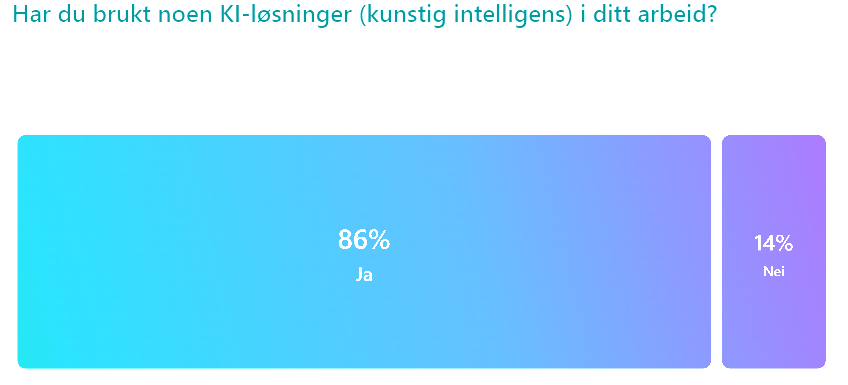 Har du brukt noen KI-løsninger (kunstig intelligens) i ditt arbeid?
86%
Ja
14%
Nei